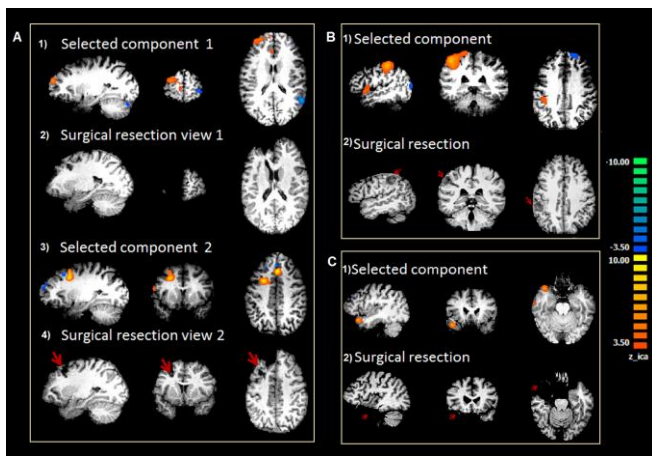 A
1) Selected component 1
2) Surgical resection view 1
3) Selected component 2
4) Surgical resection view 2
B
1) Selected component
2) Surgical resection
C
1) Selected component
2) Surgical resection
-10.00
-3.50
10.00
3.50
z_ica